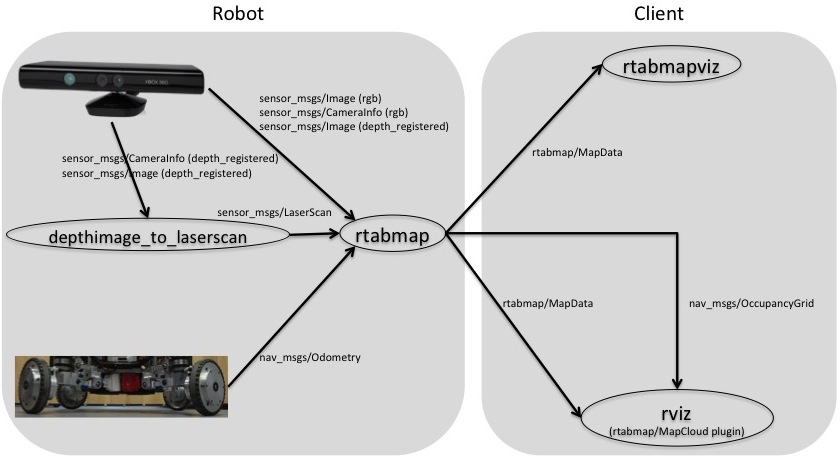 Robot
Client
XBOX 360
sensor_msgs/Image (rgb)
sensor_msgs/CameraInfo (rgb)
sensor_msgs/Image (depth_registered)
sensor_msgs/CameraInfo (depth_registered)
sensor_msgs/Image (depth_registered)
sensor_msgs/LaserScan
depthimage_to_laserscan
rtabmap
nav_msgs/Odometry
rtabmapviz
rtabmap/MapData
rtabmap/MapData
nav_msgs/OccupancyGrid
rviz
(rtabmap/MapCloud plugin)